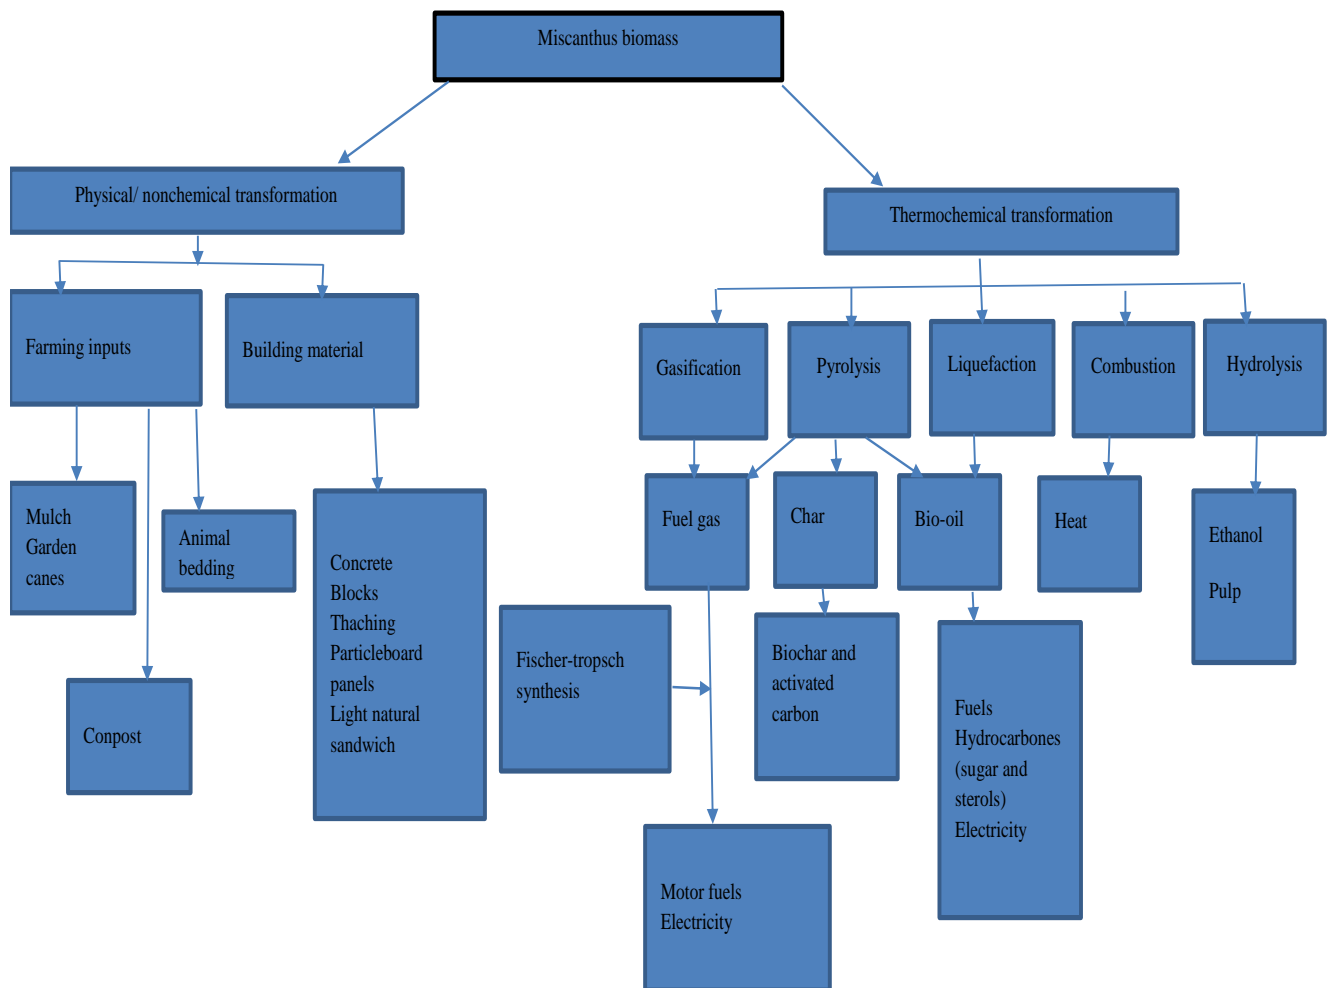 Miscanthus biomass
Physical/ nonchemical transformation
Thermochemical transformation
Farming inputs
Building material
Gasification
Pyrolysis
Liquefaction
Combustion
Hydrolysis
Mulch
Garden
canes
Animal
bedding
Concrete
Blocks
Thaching
Particleboard
panels
Light natural
sandwich
Fuel gas
Char
Bio-oil
Heat
Ethanol
Pulp
Conpost
Fischer-tropsch
synthesis
Biochar and
activated
carbon
Fuels
Hydrocarbones
(sugar and
sterols)
Electricity
Motor fuels
Electricity